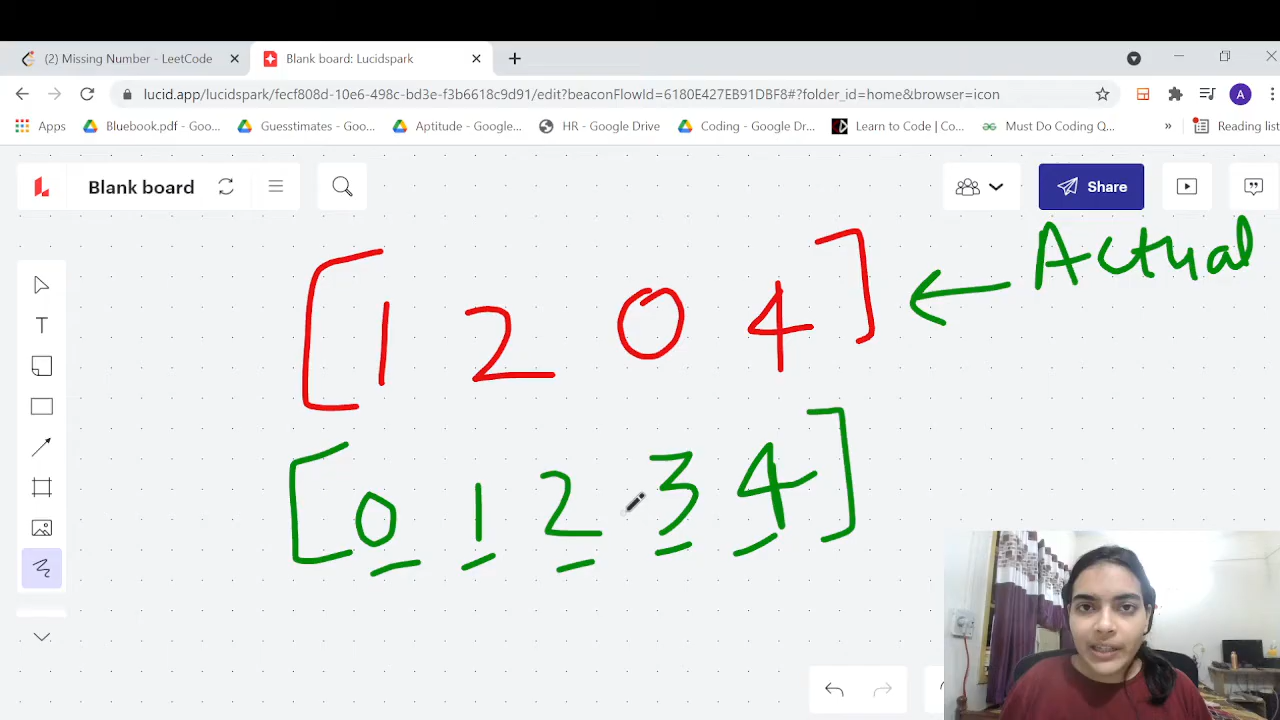 (2) Missing Number - LeetCode
Blank board: Lucidspark
lucid.app/lucidspark/fecf808d-10e6-498c-bd3e-f3b6618c9d91/edit?beaconFlowId=6180E427EB91DBF8#?folder_id=home&browser=icon
A
Apps
Bluebook.pdf - Goo...
Guesstimates - Goo...
Aptitude - Google...
HR - Google Drive
Coding - Google Dr...
Learn to Code | Co...
Must Do Coding Q...
»
Reading list
Blank board
Share
Actual
[ 1 2 0 4 ] ←
[ 0 1 2 3 4 ]
T